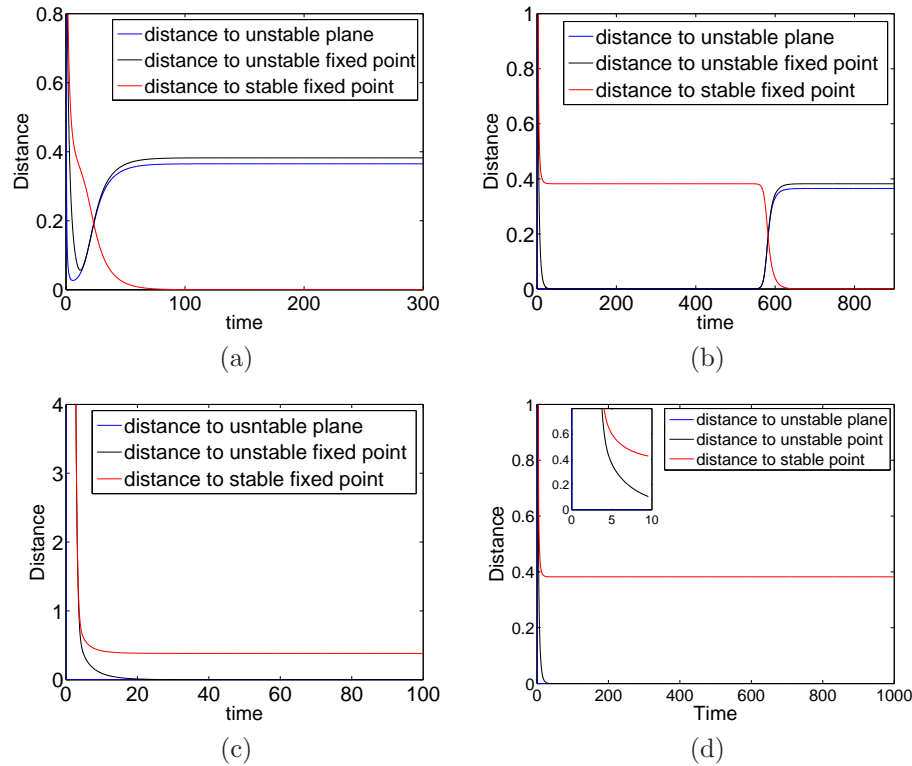 0.8
0.6
0.4
0.2
0
0
100
200
300
Distance
time
distance to unstable plane
distance to unstable fixed point
distance to stable fixed point
(a)
1
0.8
0.6
0.4
0.2
0
0
200
400
600
800
Distance
time
distance to unstable plane
distance to unstable fixed point
distance to stable fixed point
(b)
4
3
2
1
0
0
20
40
60
80
100
Distance
time
distance to usntable plane
distance to unstable fixed point
distance to stable fixed point
(c)
1
0.8
0.6
0.4
0.2
0
0
200
400
600
800
1000
Distance
Time
0.6
0.4
0.2
0
0
5
10
distance to unstable plane
distance to unstable point
distance to stable point
(d)